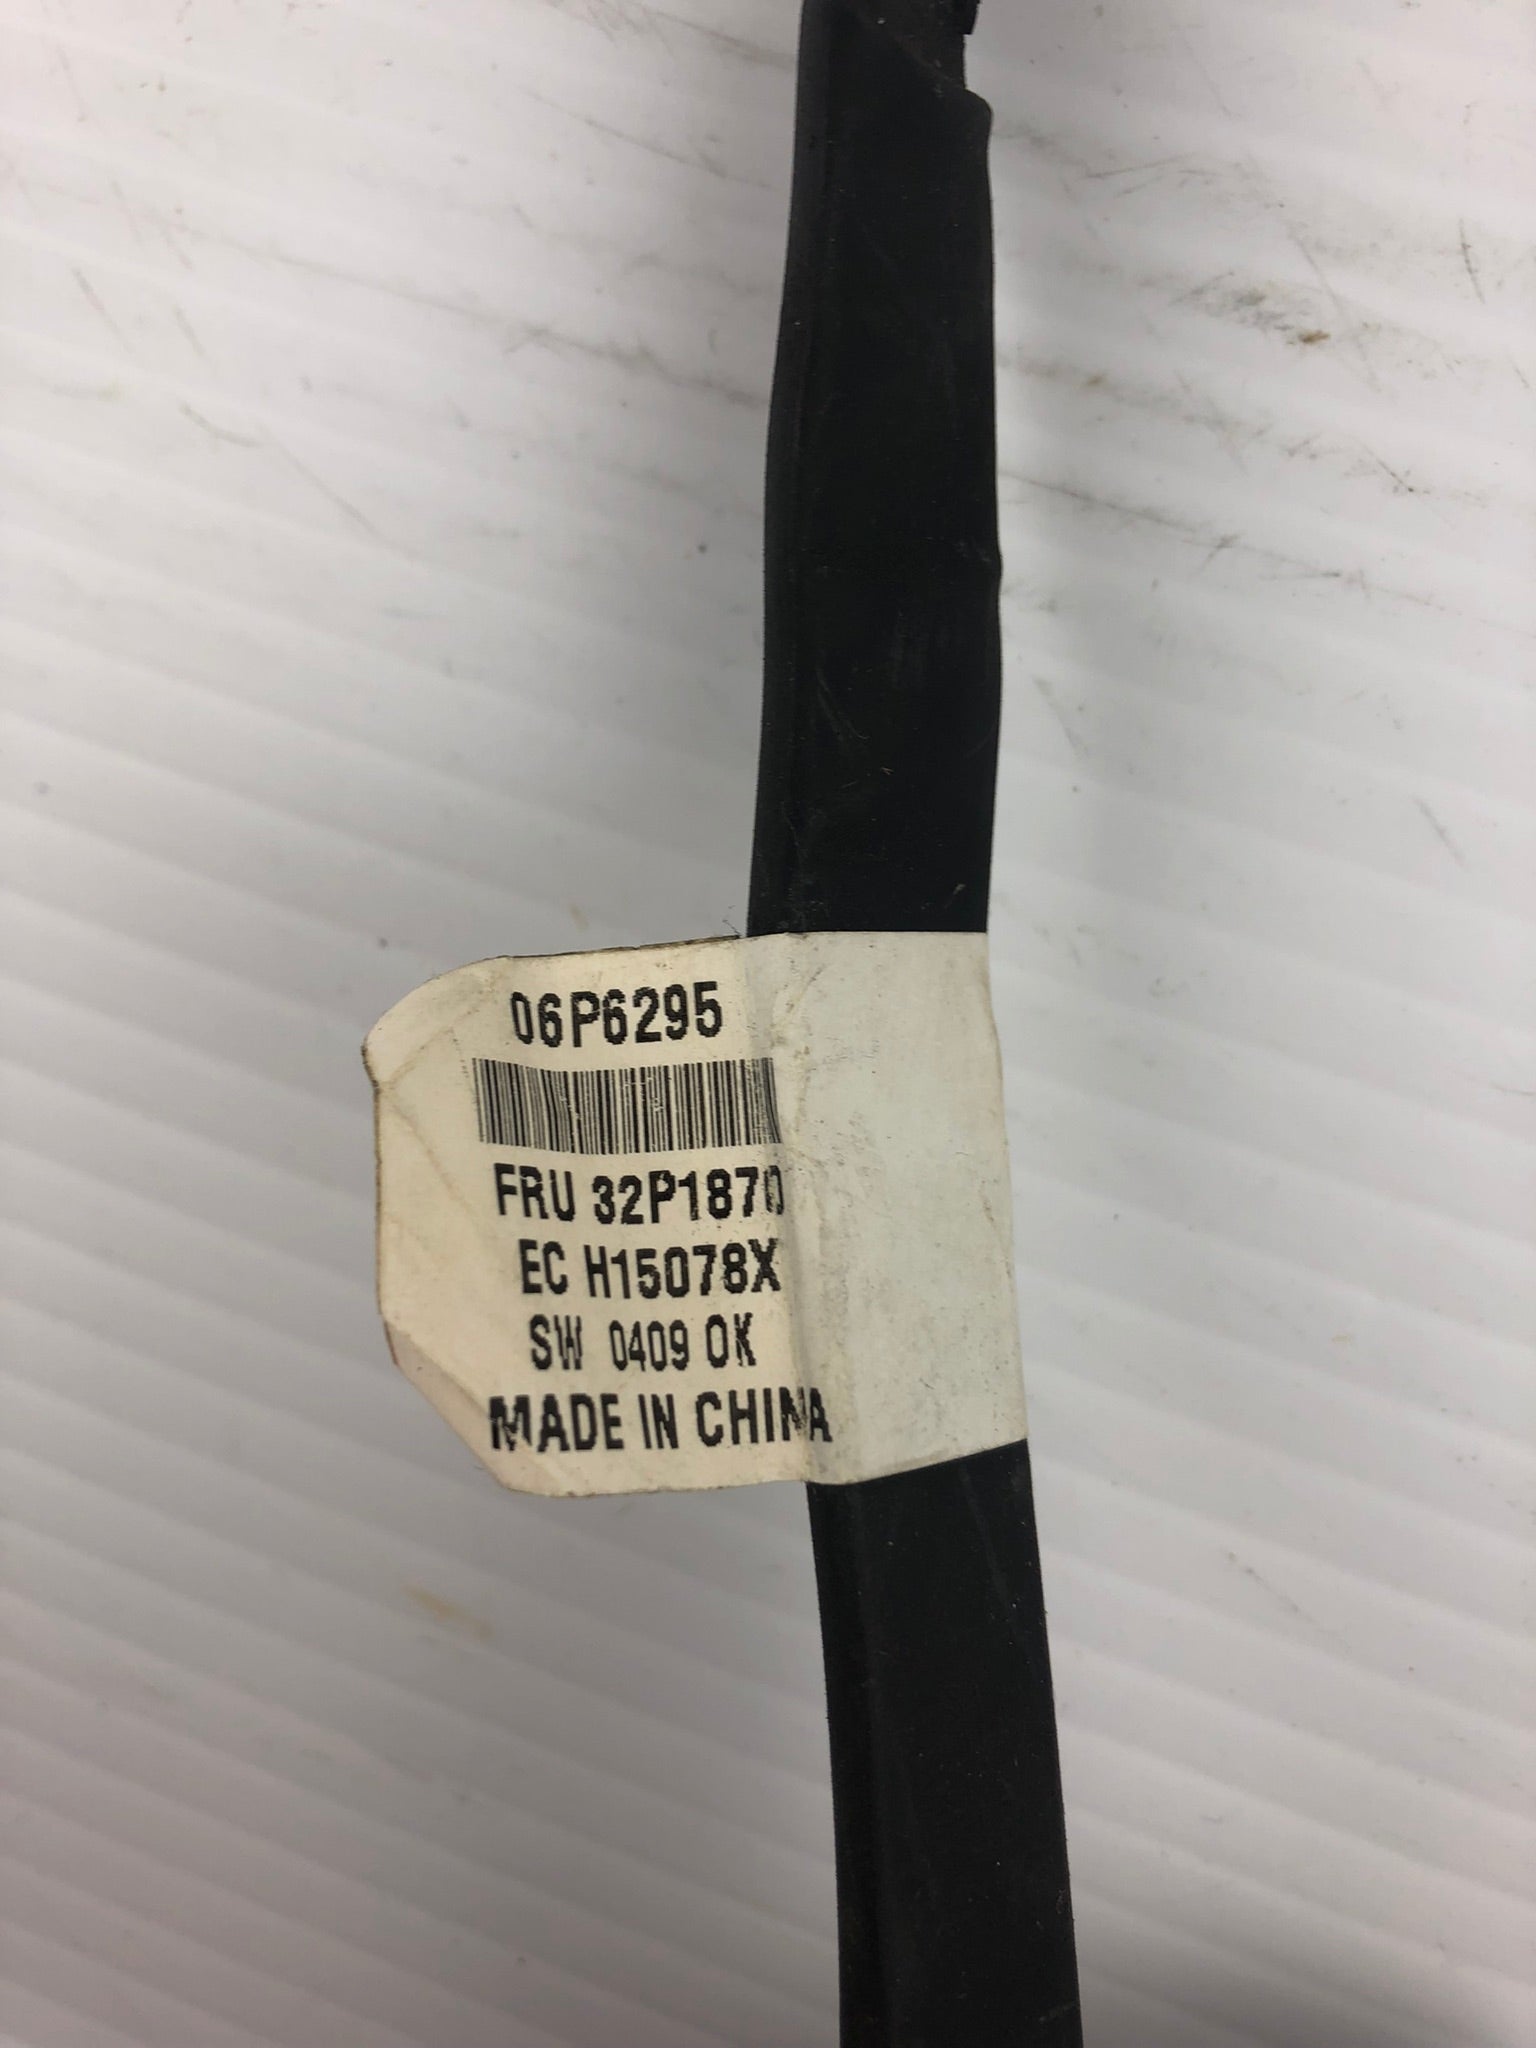 06P6295
FRU 32P1870
EC H15078X
SW 0409 OK
MADE IN CHINA